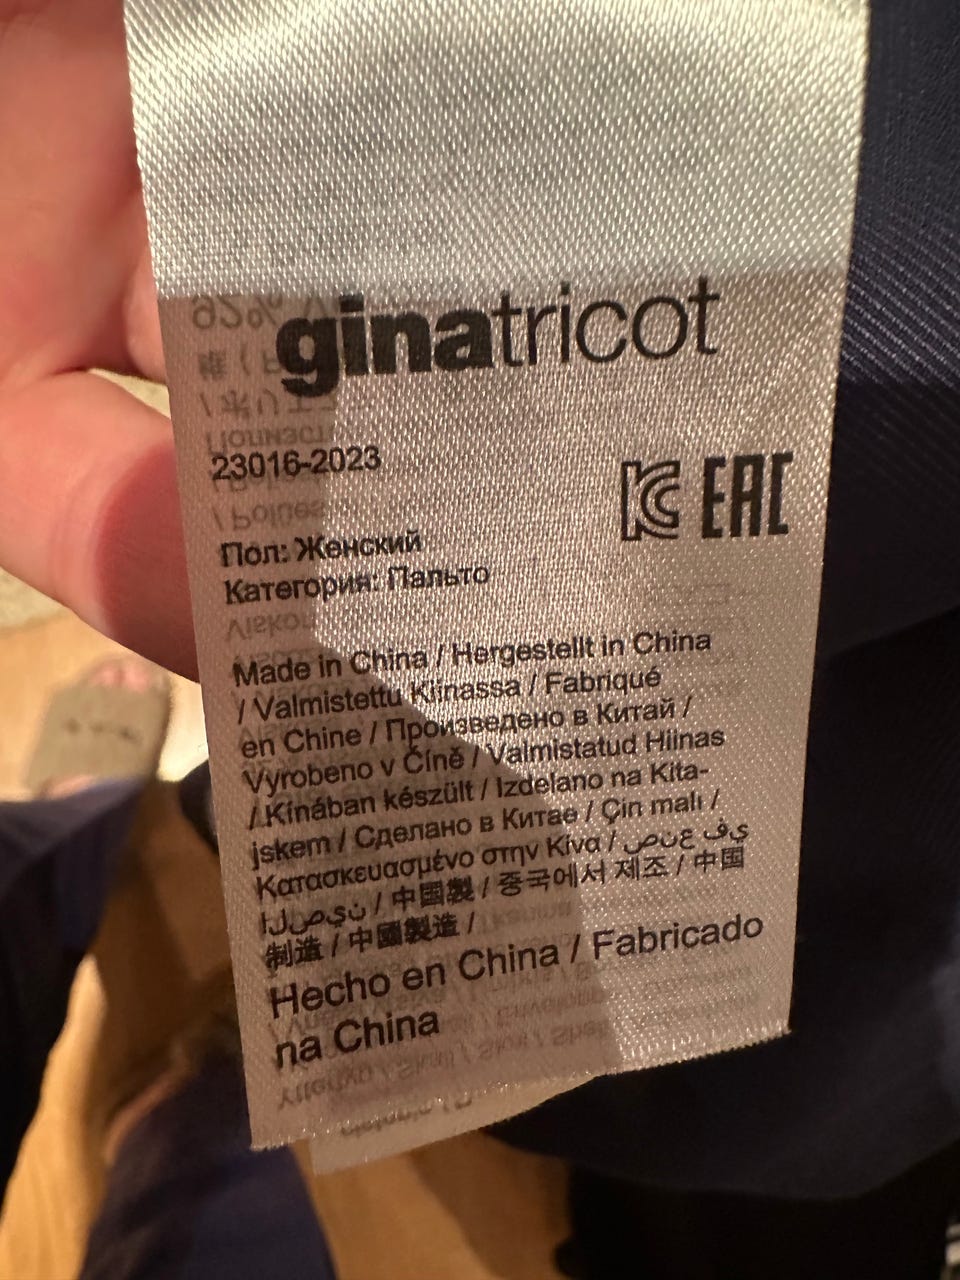 ginatricot
23016-2023
KC EAC
Пол: Женский
Категория: Пальто
Made in China / Hergestellt in China
/ Valmistettu Kiinassa / Fabriqué
en Chine / Произведено в Китай /
Vyrobeno v Číně / Valmistatud Hiinas
/ Kínában készült / Izdelano na Kita-
jskem / Сделано в Китае / Çin malı /
Κατασκευασμένο στην Κίνα / صنع في
الصين / 中國製 / 중국에서 제조 / 中国
制造 / 中國製造 /
Hecho en China / Fabricado
na China